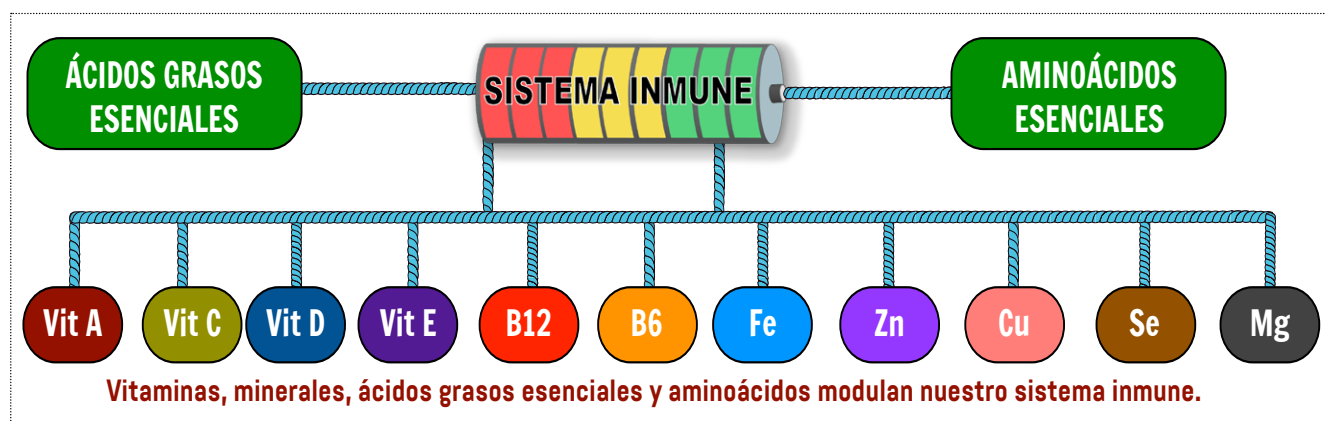 ÁCIDOS GRASOS
ESENCIALES
SISTEMA INMUNE
AMINOÁCIDOS
ESENCIALES
Vit A
Vit C
Vit D
Vit E
B12
B6
Fe
Zn
Cu
Se
Mg
Vitaminas, minerales, ácidos grasos esenciales y aminoácidos modulan nuestro sistema inmune.